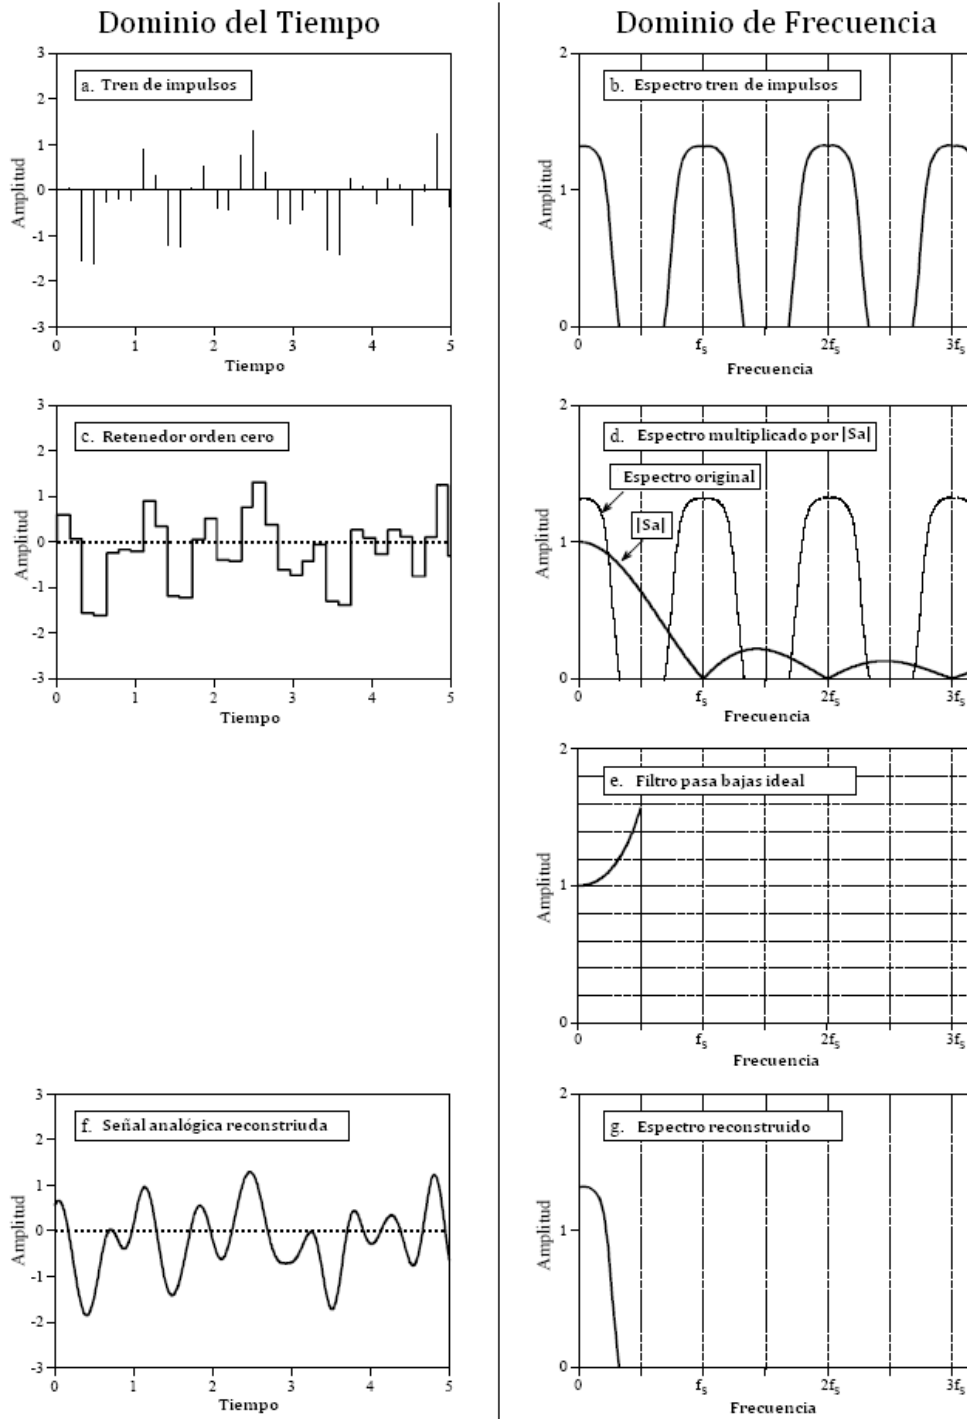 Dominio del Tiempo
Dominio de Frecuencia
a. Tren de impulsos
3
2
1
0
-1
-2
-3
Amplitud
0 1 2 3 4 5
Tiempo
b. Espectro tren de impulsos
2
1
0
Amplitud
0 fs 2fs 3fs
Frecuencia
c. Retenedor orden cero
3
2
1
0
-1
-2
-3
Amplitud
0 1 2 3 4 5
Tiempo
d. Espectro multiplicado por |Sa|
Espectro original
|Sa|
2
1
0
Amplitud
0 fs 2fs 3fs
Frecuencia
e. Filtro pasa bajas ideal
2
1
0
Amplitud
0 fs 2fs 3fs
Frecuencia
f. Señal analógica reconstriuda
3
2
1
0
-1
-2
-3
Amplitud
0 1 2 3 4 5
Tiempo
g. Espectro reconstruido
2
1
0
Amplitud
0 fs 2fs 3fs
Frecuencia